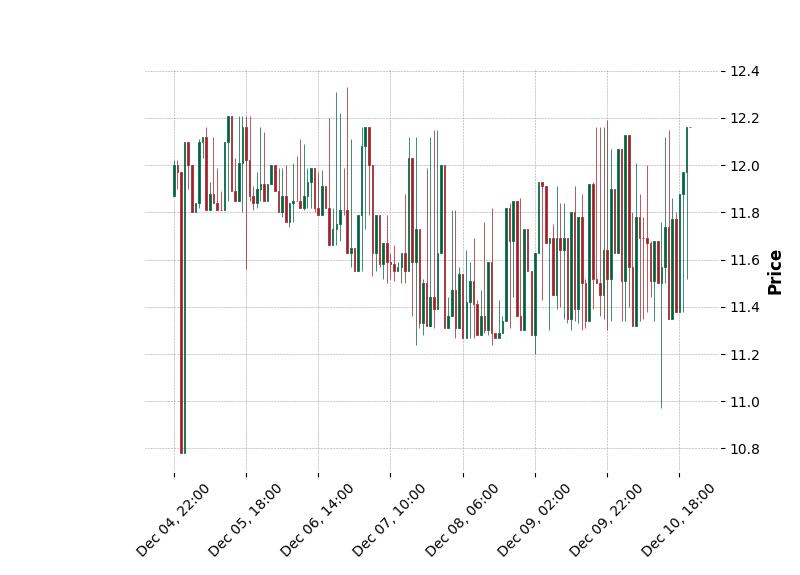 12.4
12.2
12.0
11.8
11.6
11.4
11.2
11.0
10.8
Price
Dec 04, 22:00
Dec 05, 18:00
Dec 06, 14:00
Dec 07, 10:00
Dec 08, 06:00
Dec 09, 02:00
Dec 09, 22:00
Dec 10, 18:00